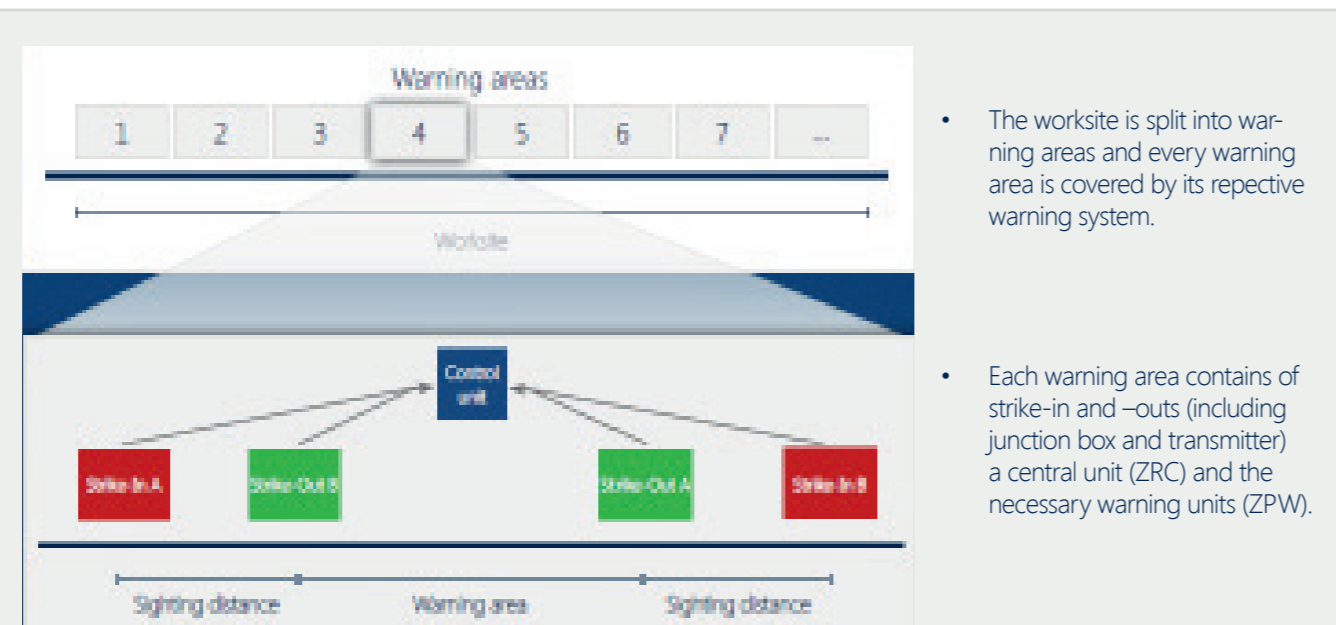 Warning areas
1 2 3 4 5 6 7 ...
Worksite
Control
unit
Strike-In A Strike-Out B Strike-Out A Strike-In B
Sighting distance Warning area Sighting distance
• The worksite is split into war-
ning areas and every warning
area is covered by its repective
warning system.
• Each warning area contains of
strike-in and –outs (including
junction box and transmitter)
a central unit (ZRC) and the
necessary warning units (ZPW).